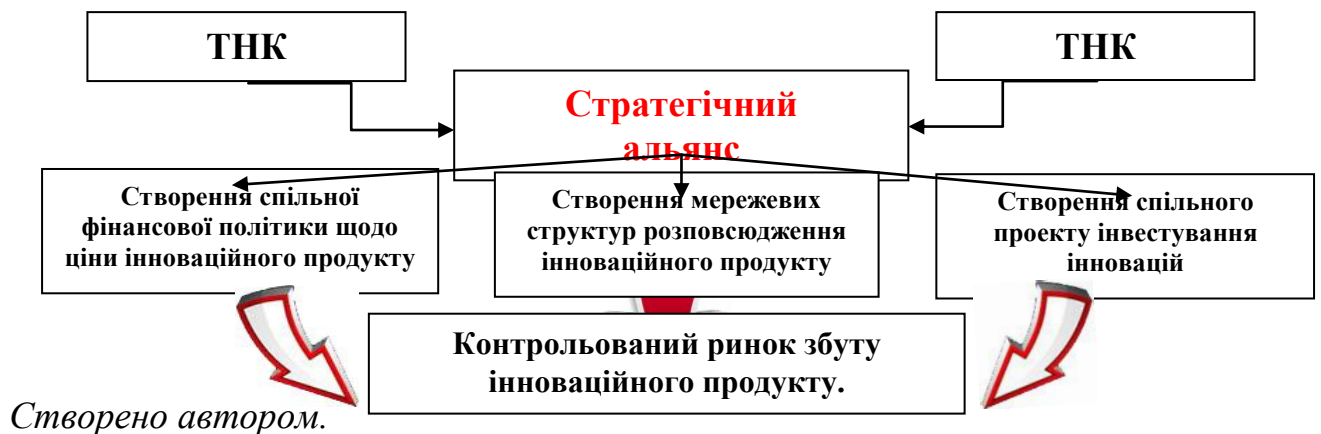 ТНК
ТНК
Стратегічний
альянс
Створення спільної
фінансової політики щодо
ціни інноваційного продукту
Створення мережевих
структур розповсюдження
інноваційного продукту
Створення спільного
проекту інвестування
інновацій
Контрольований ринок збуту
інноваційного продукту.
Створено автором.